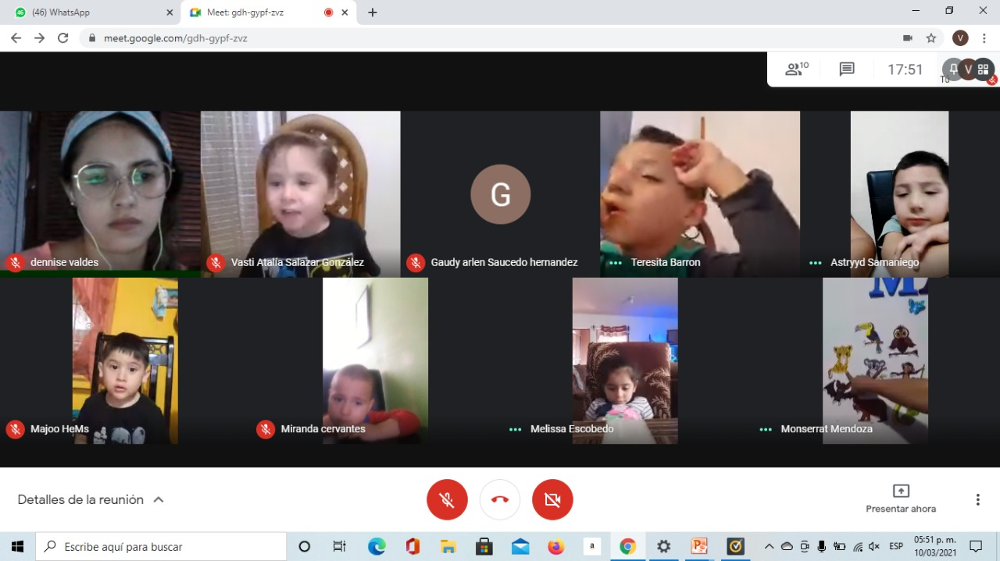 46
(46) WhatsApp
Meet: gdh-gypf-zvz
meet.google.com/gdh-gypf-zvz
V
10
17:51
V
Tú
G
dennise valdes
Vasti Atalía Salazar González
Gaudy arlen Saucedo hernandez
Teresita Barron
Astryyd Samaniego
Majoo HeMs
Miranda cervantes
Melissa Escobedo
Monserrat Mendoza
Detalles de la reunión
Presentar ahora
Escribe aquí para buscar
a
ESP
05:51 p. m.
10/03/2021